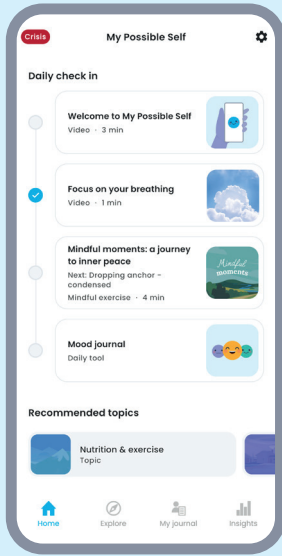 Crisis
My Possible Self
Daily check in
Welcome to My Possible Self
Video · 3 min
Focus on your breathing
Video · 1 min
Mindful moments: a journey
to inner peace
Next: Dropping anchor -
condensed
Mindful exercise · 4 min
Mindful
moments
Mood journal
Daily tool
Recommended topics
Nutrition & exercise
Topic
Home
Explore
My journal
Insights